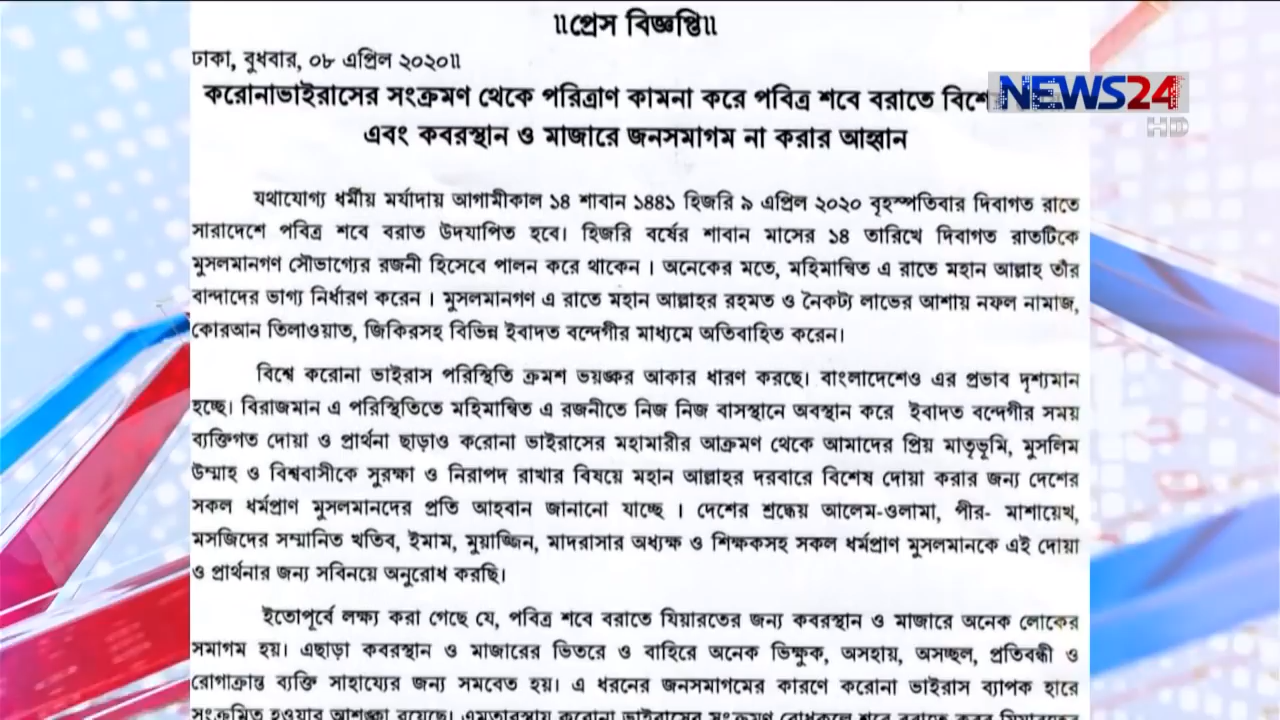 ॥প্রেস বিজ্ঞপ্তি॥
ঢাকা, বুধবার, ০৮ এপ্রিল ২০২০॥
করোনাভাইরাসের সংক্রমণ থেকে পরিত্রাণ কামনা করে পবিত্র শবে বরাতে
NEWS24
HD
এবং কবরস্থান ও মাজারে জনসমাগম না করার আহ্বান
যথাযোগ্য ধর্মীয় মর্যাদায় আগামীকাল ১৪ শাবান ১৪৪১ হিজরি ৯ এপ্রিল ২০২০ বৃহস্পতিবার দিবাগত রাতে
সারাদেশে পবিত্র শবে বরাত উদযাপিত হবে। হিজরি বর্ষের শাবান মাসের ১৪ তারিখে দিবাগত রাতটিকে
মুসলমানগণ সৌভাগ্যের রজনী হিসেবে পালন করে থাকেন । অনেকের মতে, মহিমান্বিত এ রাতে মহান আল্লাহ তাঁর
বান্দাদের ভাগ্য নির্ধারণ করেন । মুসলমানগণ এ রাতে মহান আল্লাহর রহমত ও নৈকট্য লাভের আশায় নফল নামাজ,
কোরআন তিলাওয়াত, জিকিরসহ বিভিন্ন ইবাদত বন্দেগীর মাধ্যমে অতিবাহিত করেন।
বিশ্বে করোনা ভাইরাস পরিস্থিতি ক্রমশ ভয়ঙ্কর আকার ধারণ করছে। বাংলাদেশেও এর প্রভাব দৃশ্যমান
হচ্ছে। বিরাজমান এ পরিস্থিতিতে মহিমান্বিত এ রজনীতে নিজ নিজ বাসস্থানে অবস্থান করে ইবাদত বন্দেগীর সময়
ব্যক্তিগত দোয়া ও প্রার্থনা ছাড়াও করোনা ভাইরাসের মহামারীর আক্রমণ থেকে আমাদের প্রিয় মাতৃভূমি, মুসলিম
উম্মাহ ও বিশ্ববাসীকে সুরক্ষা ও নিরাপদ রাখার বিষয়ে মহান আল্লাহর দরবারে বিশেষ দোয়া করার জন্য দেশের
সকল ধর্মপ্রাণ মুসলমানদের প্রতি আহবান জানানো যাচ্ছে । দেশের শ্রদ্ধেয় আলেম-ওলামা, পীর- মাশায়েখ,
মসজিদের সম্মানিত খতিব, ইমাম, মুয়াজ্জিন, মাদরাসার অধ্যক্ষ ও শিক্ষকসহ সকল ধর্মপ্রাণ মুসলমানকে এই দোয়া
ও প্রার্থনার জন্য সবিনয়ে অনুরোধ করছি।
ইতোপূর্বে লক্ষ্য করা গেছে যে, পবিত্র শবে বরাতে যিয়ারতের জন্য কবরস্থান ও মাজারে অনেক লোকের
সমাগম হয়। এছাড়া কবরস্থান ও মাজারের ভিতরে ও বাহিরে অনেক ভিক্ষুক, অসহায়, অসচ্ছল, প্রতিবন্ধী ও
রোগাক্রান্ত ব্যক্তি সাহায্যের জন্য সমবেত হয়। এ ধরনের জনসমাগমের কারণে করোনা ভাইরাস ব্যাপক হারে